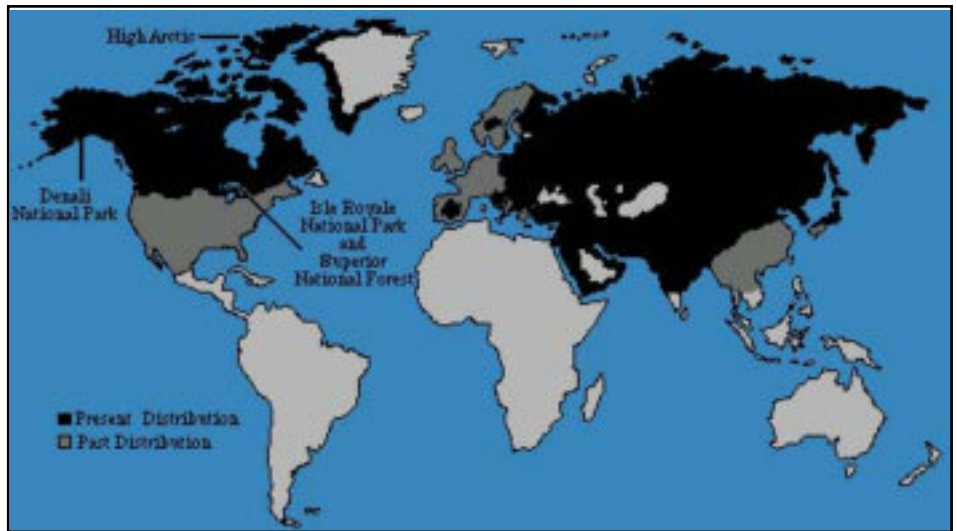 High Arctic
Denali
National Park
Isle Royale
National Park
and
Superior
National Forest
Present Distribution
Past Distribution